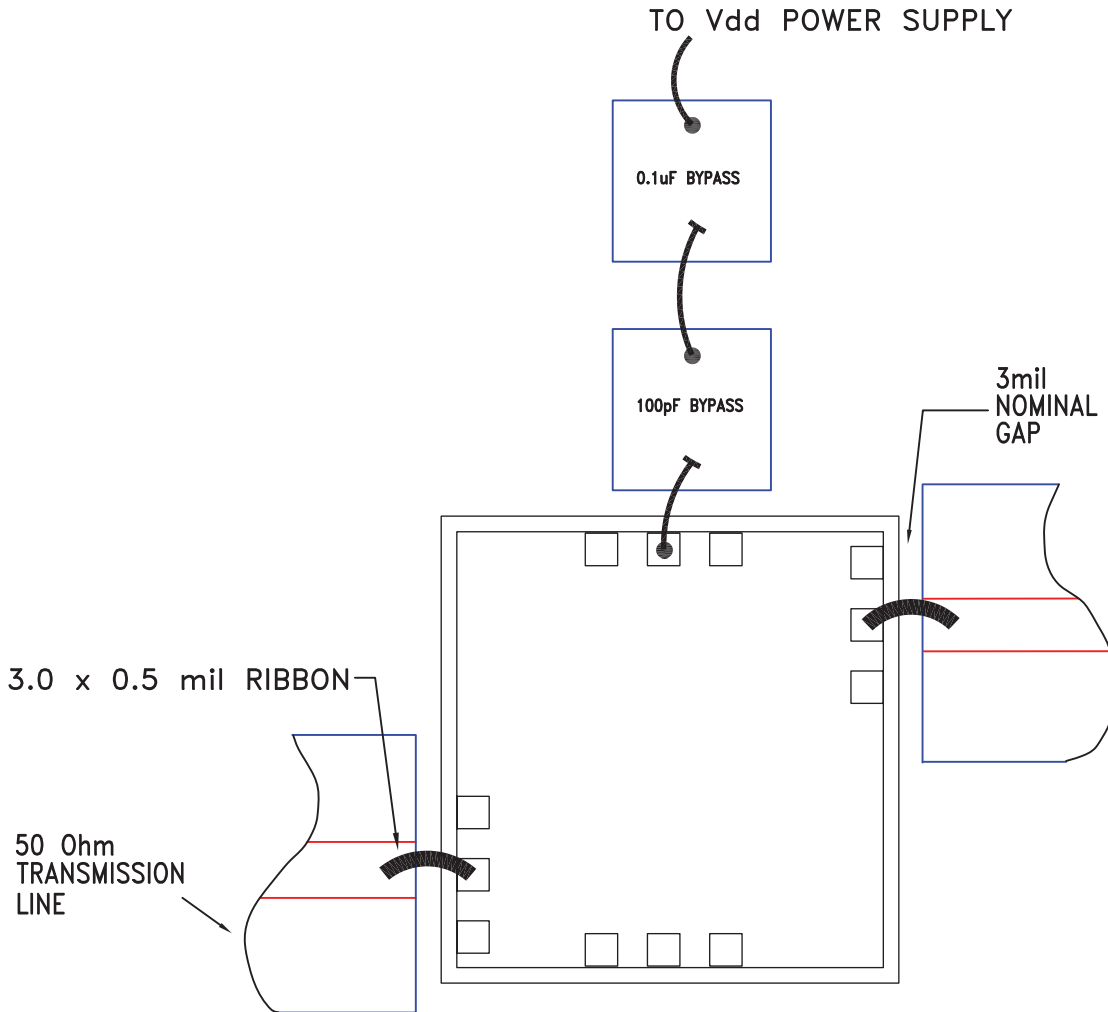 TO Vdd POWER SUPPLY
0.1uF BYPASS
100pF BYPASS
3mil
NOMINAL
GAP
3.0 x 0.5 mil RIBBON
50 Ohm
TRANSMISSION
LINE